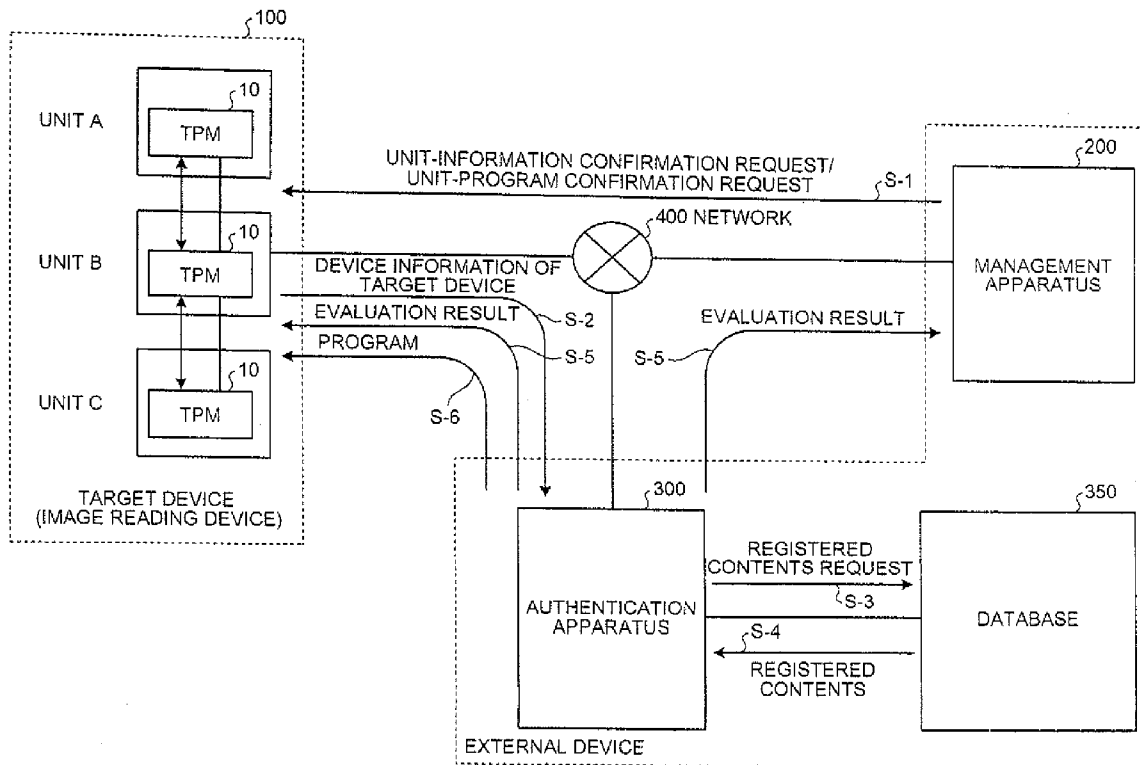 100
UNIT A
10
TPM
UNIT B
10
TPM
UNIT C
10
TPM
TARGET DEVICE
(IMAGE READING DEVICE)
UNIT-INFORMATION CONFIRMATION REQUEST/
UNIT-PROGRAM CONFIRMATION REQUEST
S-1
400 NETWORK
200
MANAGEMENT
APPARATUS
DEVICE INFORMATION OF
TARGET DEVICE
S-2
EVALUATION RESULT
S-5
PROGRAM
S-6
EVALUATION RESULT
S-5
300
AUTHENTICATION
APPARATUS
REGISTERED
CONTENTS REQUEST
S-3
S-4
REGISTERED
CONTENTS
350
DATABASE
EXTERNAL DEVICE